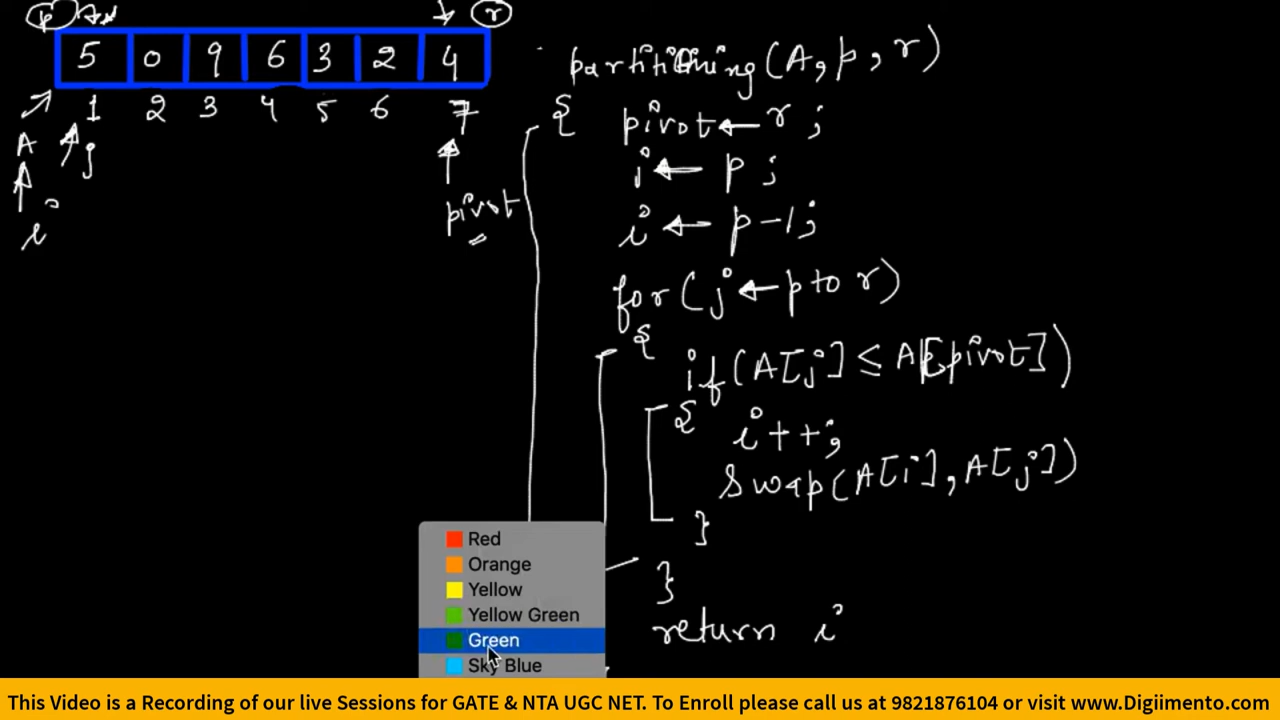 p r
5 0 9 6 3 2 4
1 2 3 4 5 6 7
A j
i
pivot
partitioning(A, p, r)
{ pivot ← r ;
j ← p ;
i ← p-1;
for (j ← p to r)
{
if (A[j] ≤ A[pivot])
{ i++;
swap(A[i], A[j])
}
}
return i
Red
Orange
Yellow
Yellow Green
Green
Sky Blue
This Video is a Recording of our live Sessions for GATE & NTA UGC NET. To Enroll please call us at 9821876104 or visit www.Digiimento.com